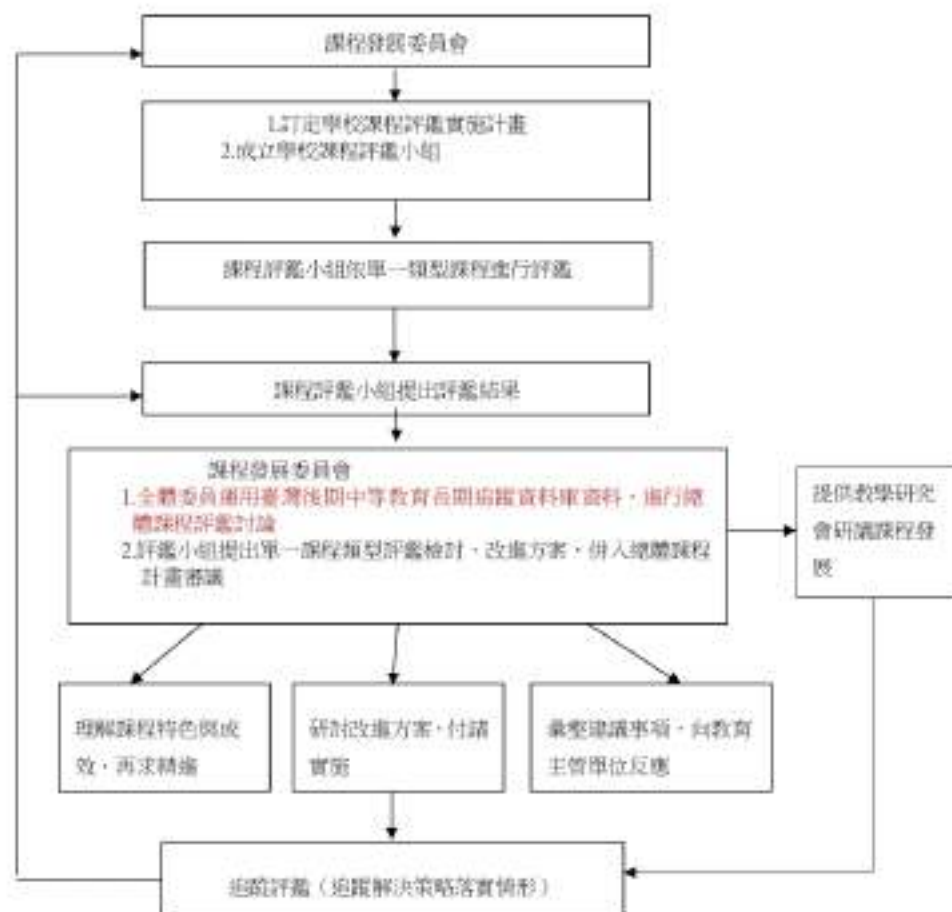 課程發展委員會
1.訂定學校課程評鑑實施計畫
2.成立學校課程評鑑小組
課程評鑑小組依單一類型課程進行評鑑
課程評鑑小組提出評鑑結果
課程發展委員會
1.全體委員運用臺灣後期中等教育長期追蹤資料庫資料,進行總
體課程評鑑討論
2.評鑑小組提出單一課程類型評鑑檢討、改進方案,併入總體課程
計畫審議
提供教學研究
會研議課程發
展
理解課程特色與成
效,再求精進
研討改進方案,付諸
實施
彙整建議事項,向教育
主管單位反應
追蹤評鑑(追蹤解決策略落實情形)